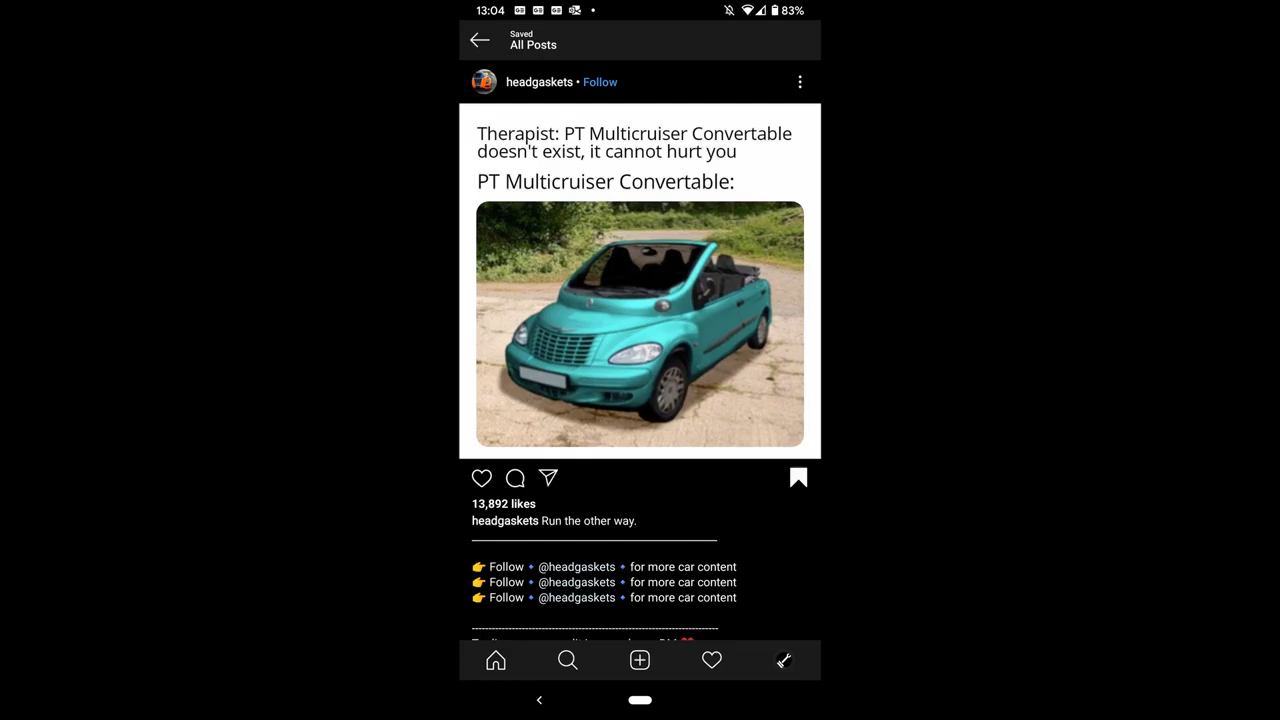 13:04
83%
Saved
All Posts
headgaskets • Follow
Therapist: PT Multicruiser Convertable
doesn't exist, it cannot hurt you
PT Multicruiser Convertable:
13,892 likes
headgaskets Run the other way.
👉 Follow 🔹 @headgaskets 🔹 for more car content
👉 Follow 🔹 @headgaskets 🔹 for more car content
👉 Follow 🔹 @headgaskets 🔹 for more car content